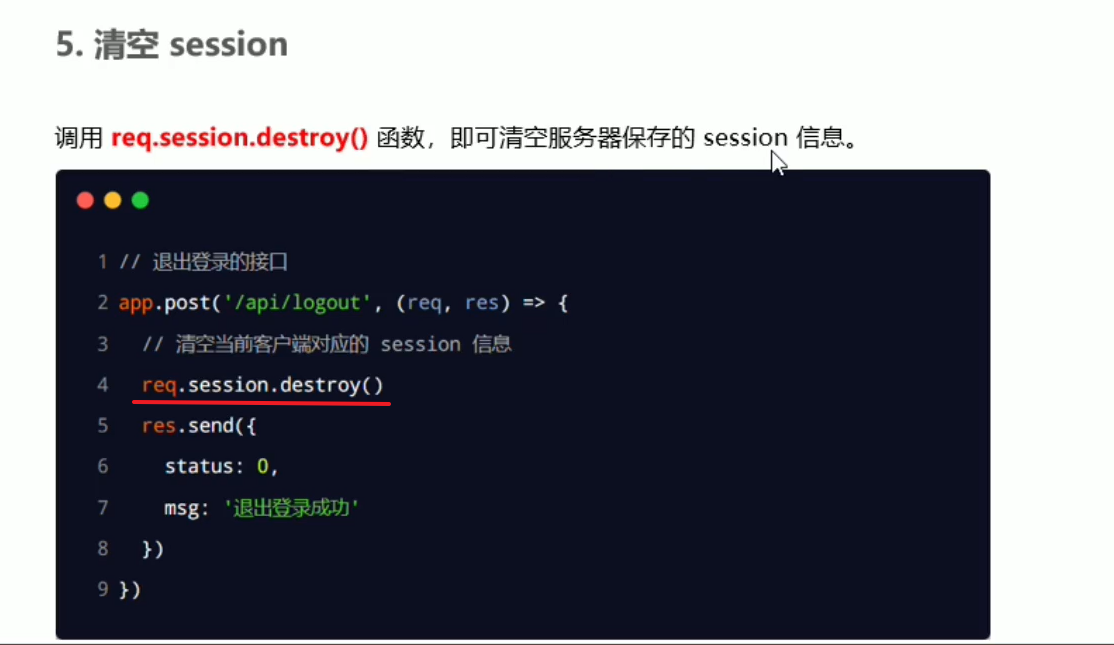 5. 清空 session
调用 req.session.destroy() 函数，即可清空服务器保存的 session 信息。
1 // 退出登录的接口
2 app.post('/api/logout', (req, res) => {
3 // 清空当前客户端对应的 session 信息
4 req.session.destroy()
5 res.send({
6 status: 0,
7 msg: '退出登录成功'
8 })
9 })